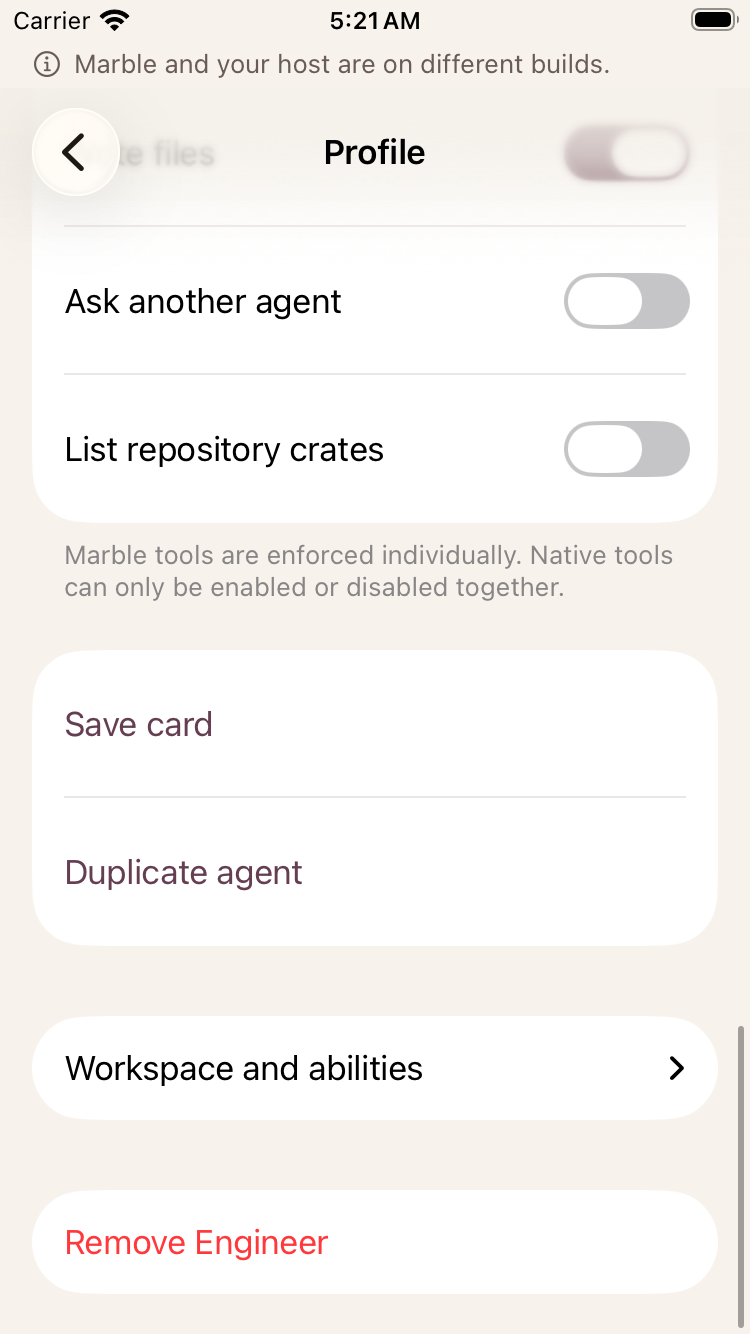 Carrier 5:21 AM
Marble and your host are on different builds.
files
Profile
Ask another agent
List repository crates
Marble tools are enforced individually. Native tools
can only be enabled or disabled together.
Save card
Duplicate agent
Workspace and abilities
Remove Engineer